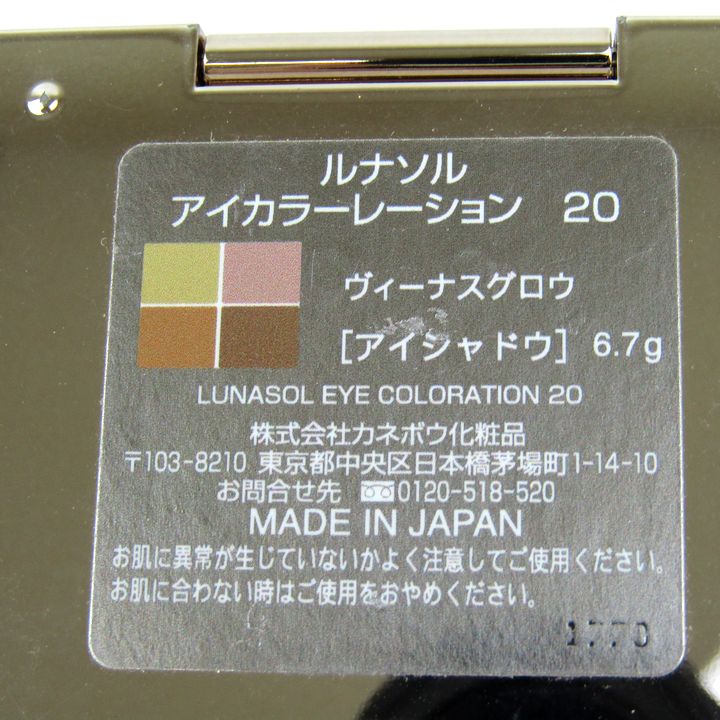 ルナソル
アイカラーレーション 20
ヴィーナスグロウ
［アイシャドウ］6.7g
LUNASOL EYE COLORATION 20
株式会社カネボウ化粧品
〒103-8210 東京都中央区日本橋茅場町1-14-10
お問合せ先 0120-518-520
MADE IN JAPAN
お肌に異常が生じていないかよく注意してご使用ください。
お肌に合わない時はご使用をおやめください。
1770